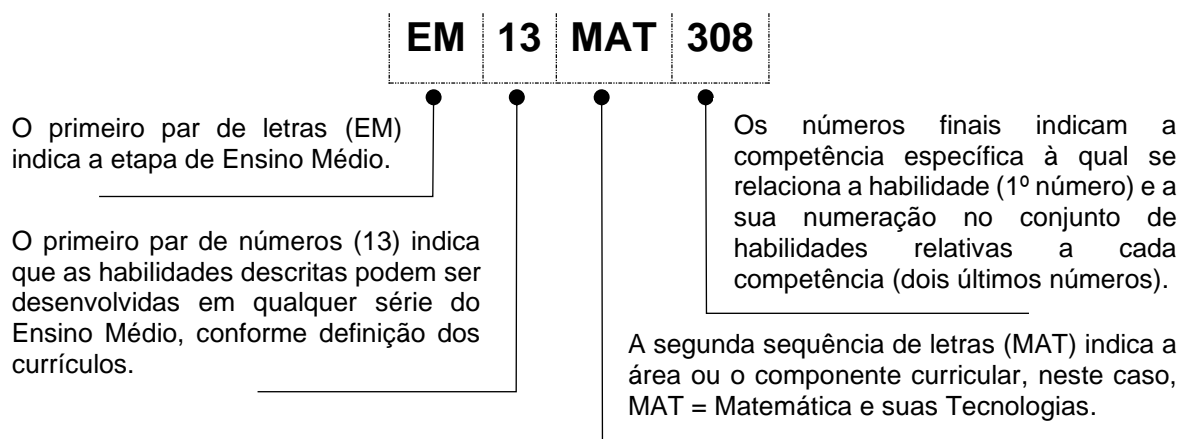 EM 13 MAT 308
O primeiro par de letras (EM)
indica a etapa de Ensino Médio.
O primeiro par de números (13) indica
que as habilidades descritas podem ser
desenvolvidas em qualquer série do
Ensino Médio, conforme definição dos
currículos.
Os números finais indicam a
competência específica à qual se
relaciona a habilidade (1º número) e a
sua numeração no conjunto de
habilidades relativas a cada
competência (dois últimos números).
A segunda sequência de letras (MAT) indica a
área ou o componente curricular, neste caso,
MAT = Matemática e suas Tecnologias.